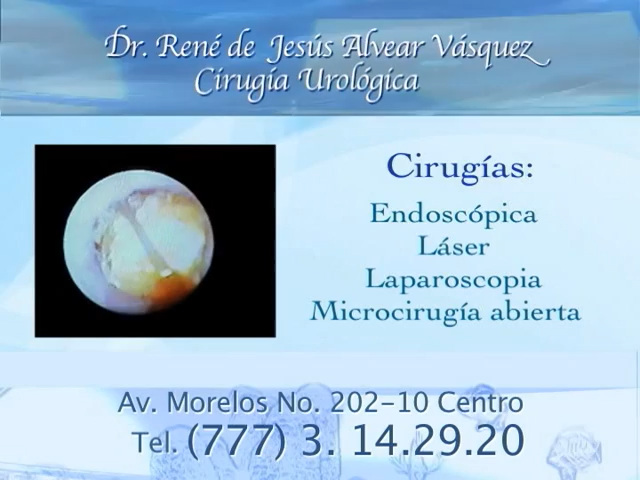 Dr. René de Jesús Alvear Vásquez
Cirugía Urológica
Cirugías:
Endoscópica
Láser
Laparoscopia
Microcirugía abierta
Av. Morelos No. 202-10 Centro
Tel. (777) 3. 14.29.20